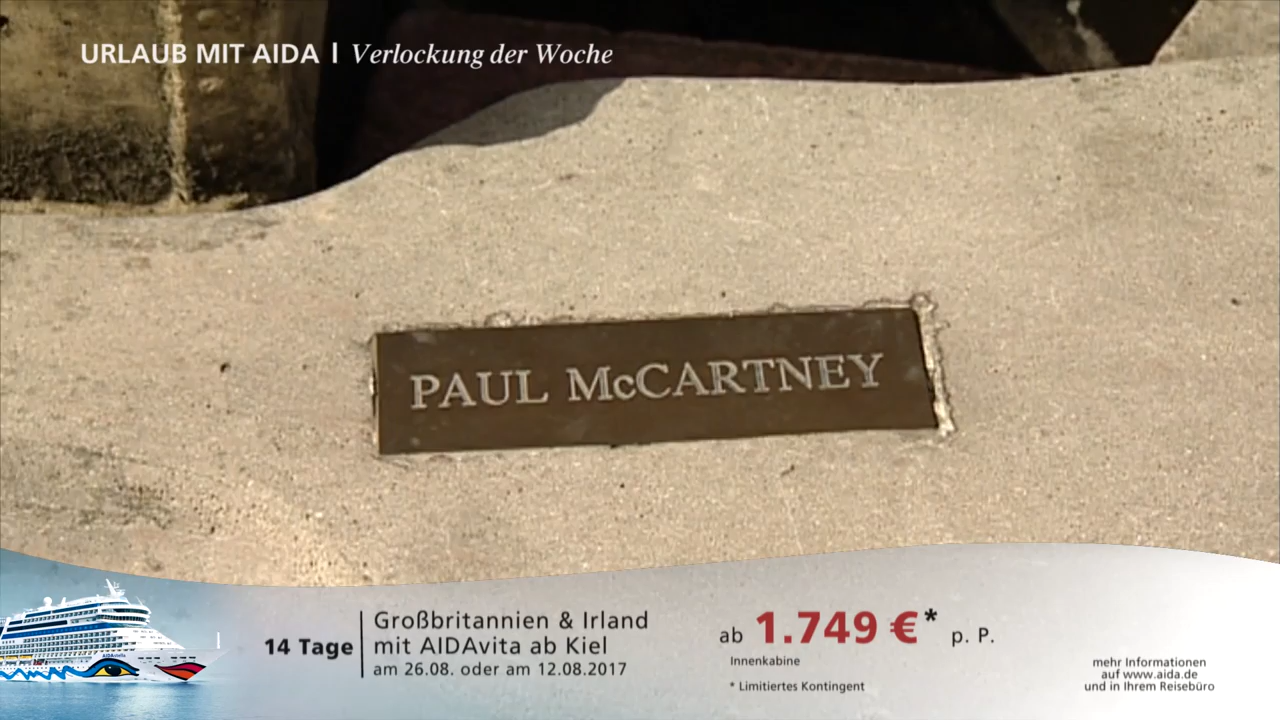 URLAUB MIT AIDA | Verlockung der Woche
PAUL McCARTNEY
AIDAvita
14 Tage
Großbritannien & Irland
mit AIDAvita ab Kiel
am 26.08. oder am 12.08.2017
ab 1.749 €* p. P.
Innenkabine
* Limitiertes Kontingent
mehr Informationen
auf www.aida.de
und in Ihrem Reisebüro